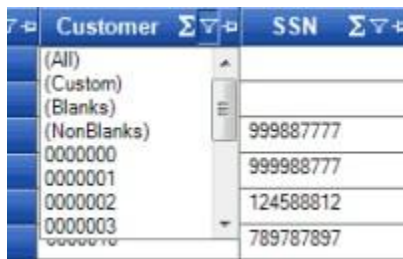 Customer Σ SSN Σ
(All)
(Custom)
(Blanks)
(NonBlanks)
999887777
0000000
0000001
999988777
0000002
124588812
0000003
789787897